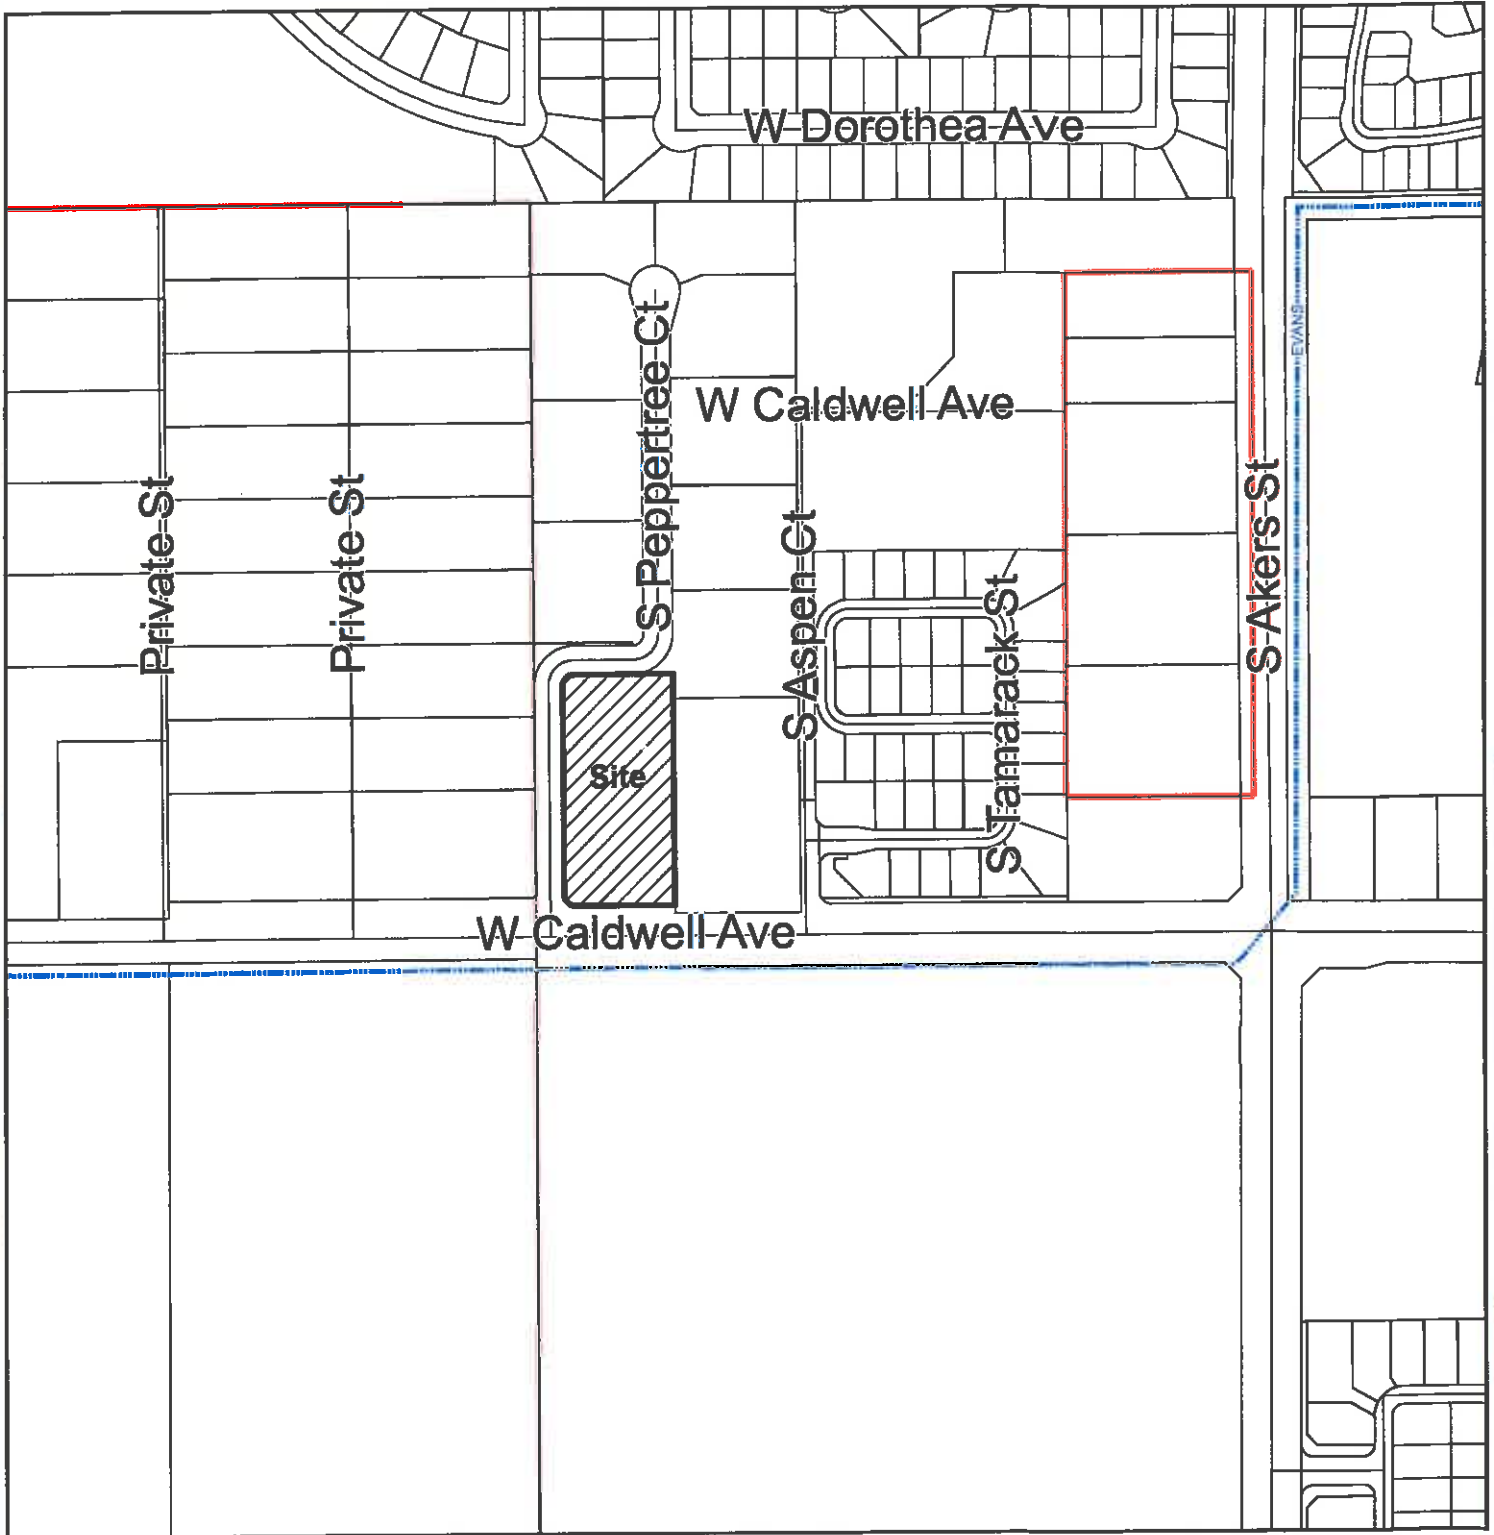 W Dorothea Ave
EVANS
S Peppertree Ct
W Caldwell Ave
Private St
Private St
S Aspen Ct
S Tamarack St
S Akers St
Site
W Caldwell Ave